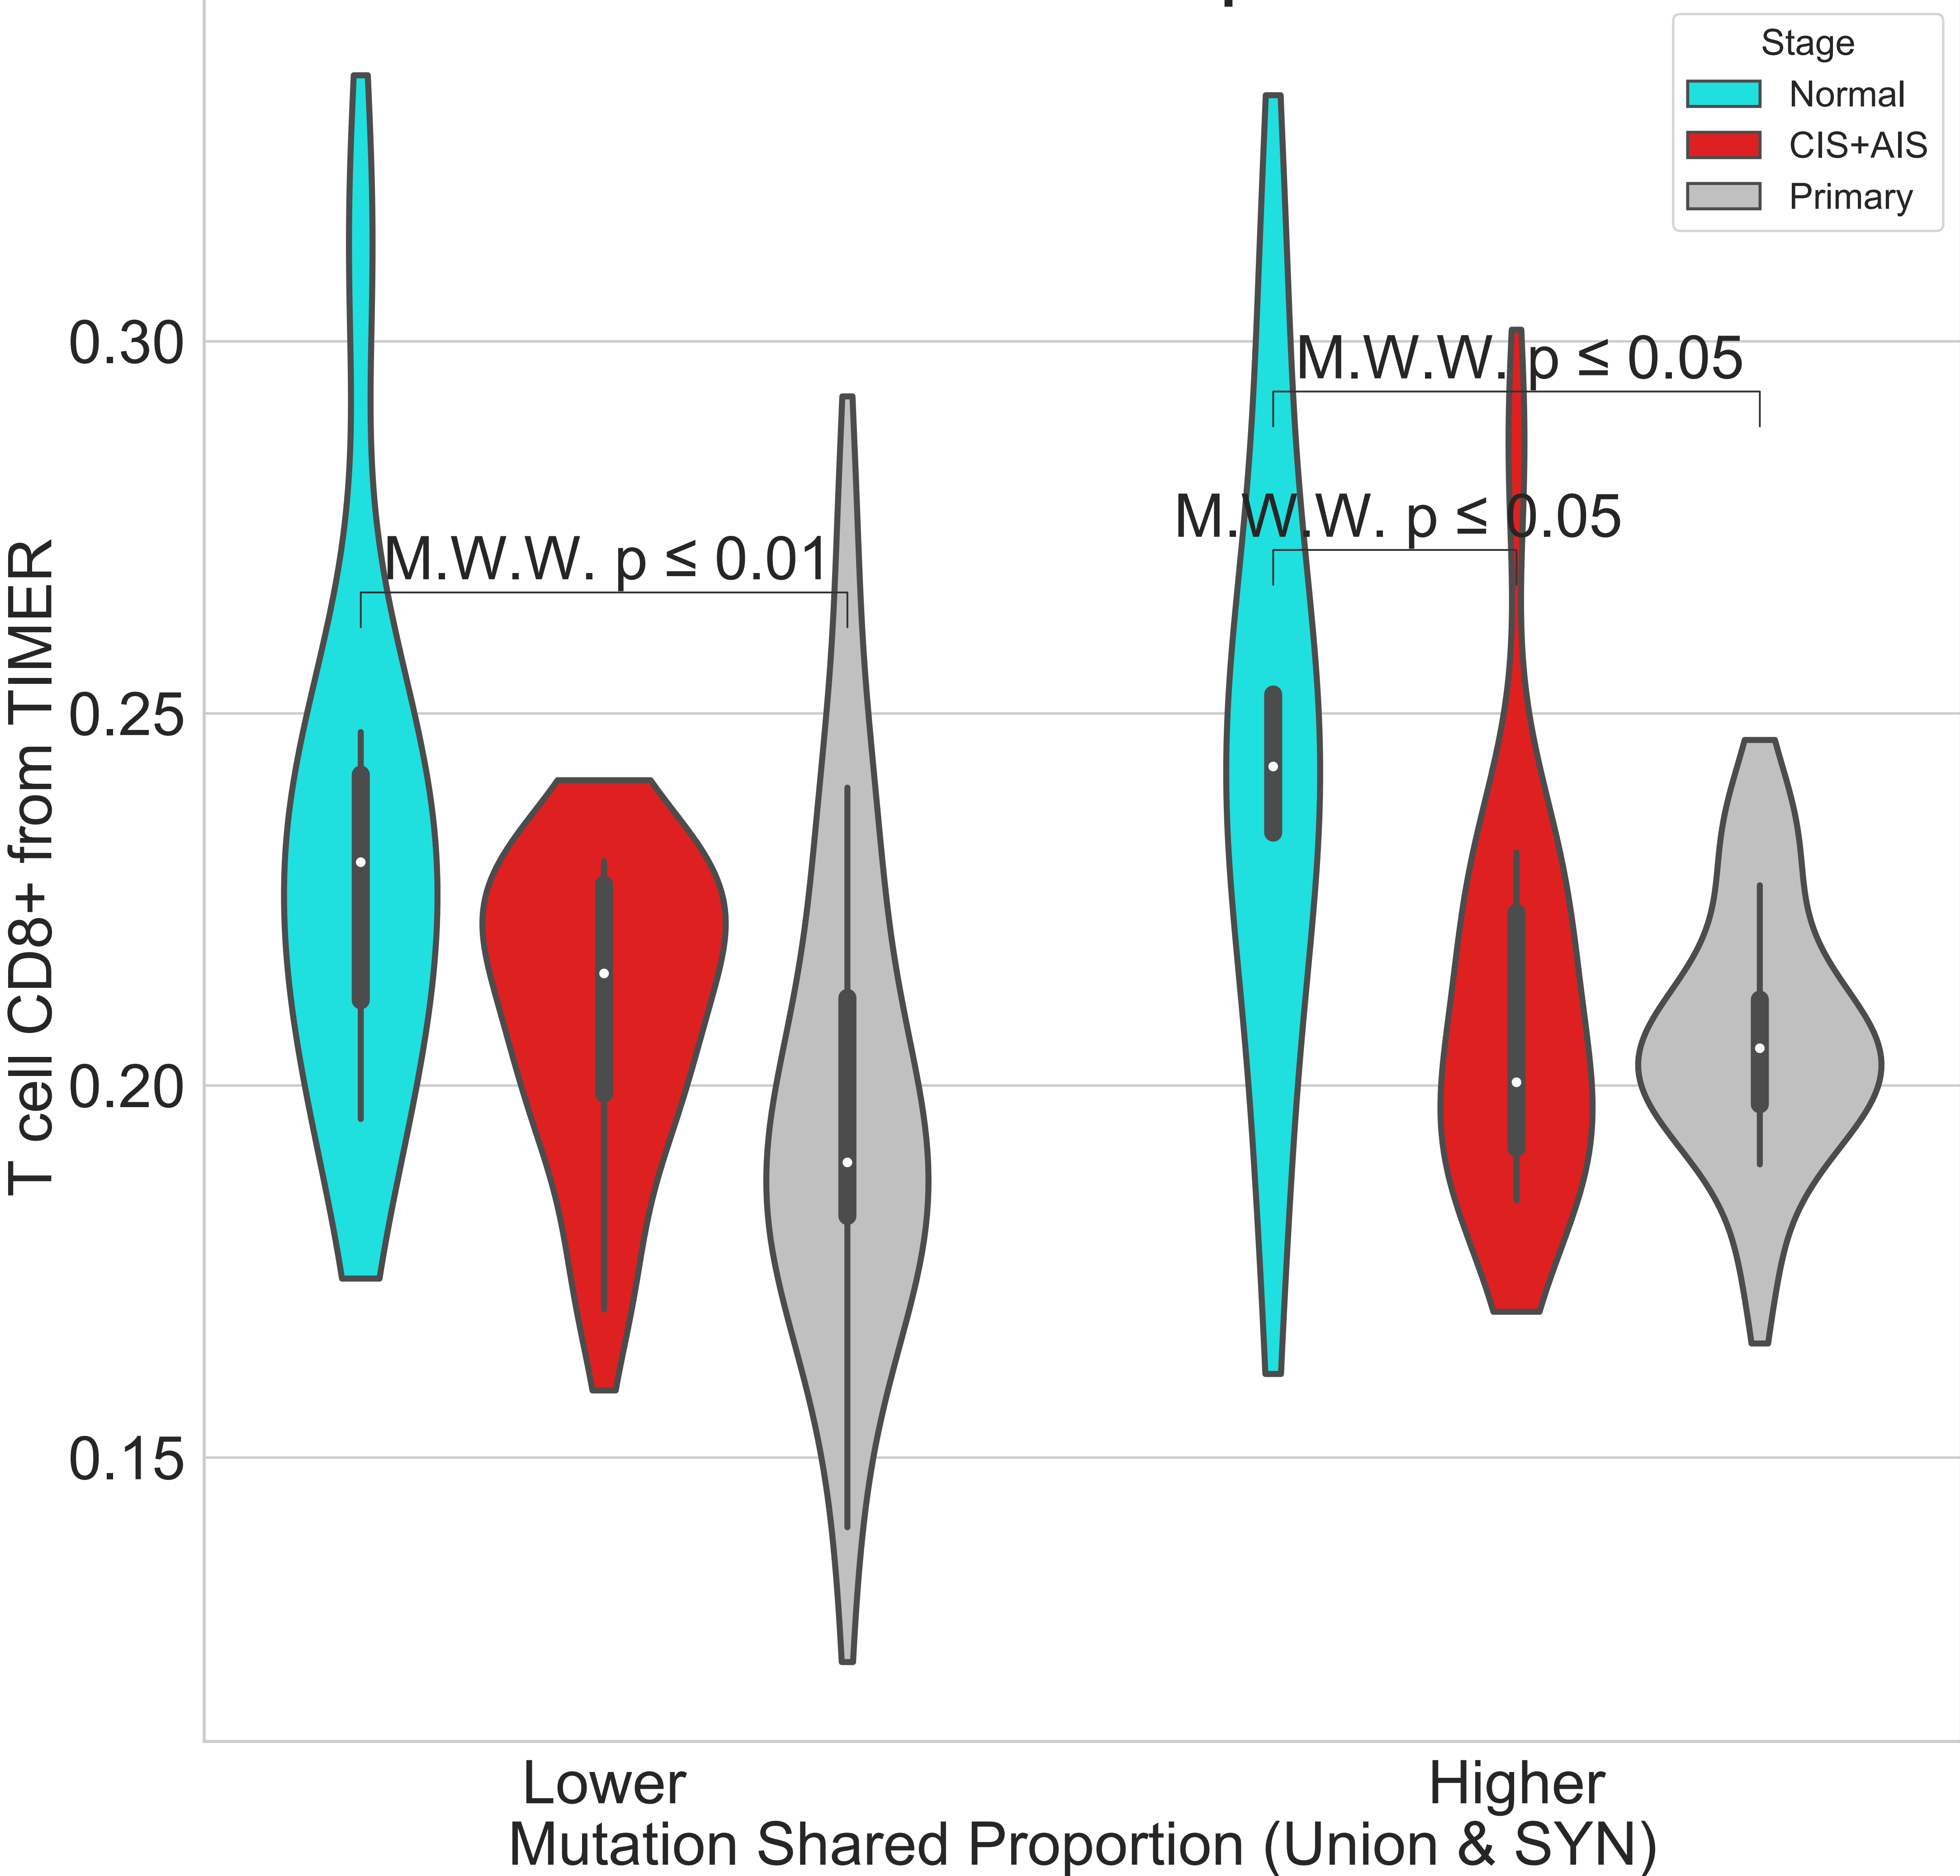 Stage
Normal
CIS+AIS
Primary
0.30
0.25
0.20
0.15
T cell CD8+ from TIMER
M.W.W. p ≤ 0.05
M.W.W. p ≤ 0.05
M.W.W. p ≤ 0.01
Lower
Higher
Mutation Shared Proportion (Union & SYN)